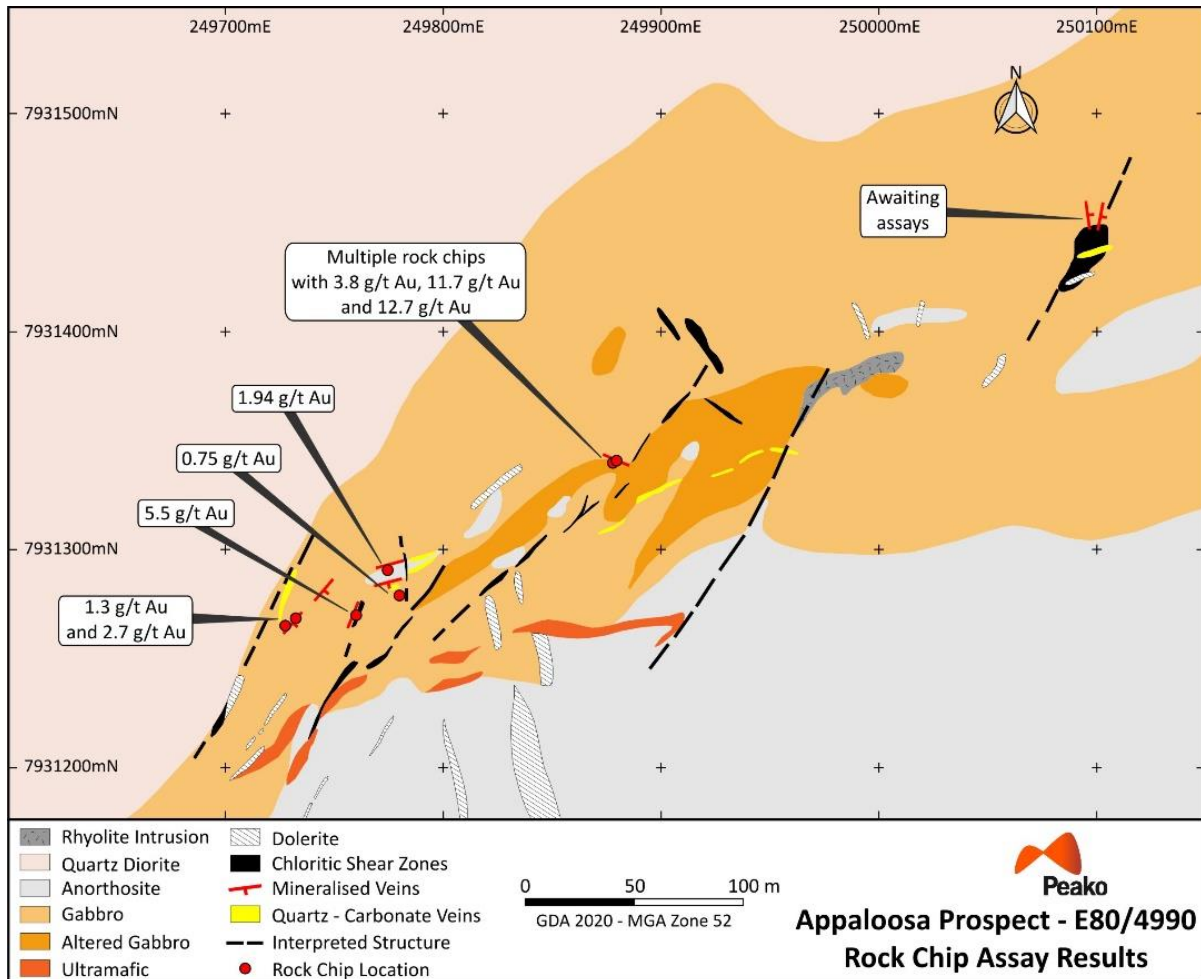 249700mE 249800mE 249900mE 250000mE 250100mE
7931500mN
7931400mN
7931300mN
7931200mN
N
Awaiting
assays
Multiple rock chips
with 3.8 g/t Au, 11.7 g/t Au
and 12.7 g/t Au
1.94 g/t Au
0.75 g/t Au
5.5 g/t Au
1.3 g/t Au
and 2.7 g/t Au
Rhyolite Intrusion
Quartz Diorite
Anorthosite
Gabbro
Altered Gabbro
Ultramafic
Dolerite
Chloritic Shear Zones
Mineralised Veins
Quartz - Carbonate Veins
Interpreted Structure
Rock Chip Location
0 50 100 m
GDA 2020 - MGA Zone 52
Peako
Appaloosa Prospect - E80/4990
Rock Chip Assay Results